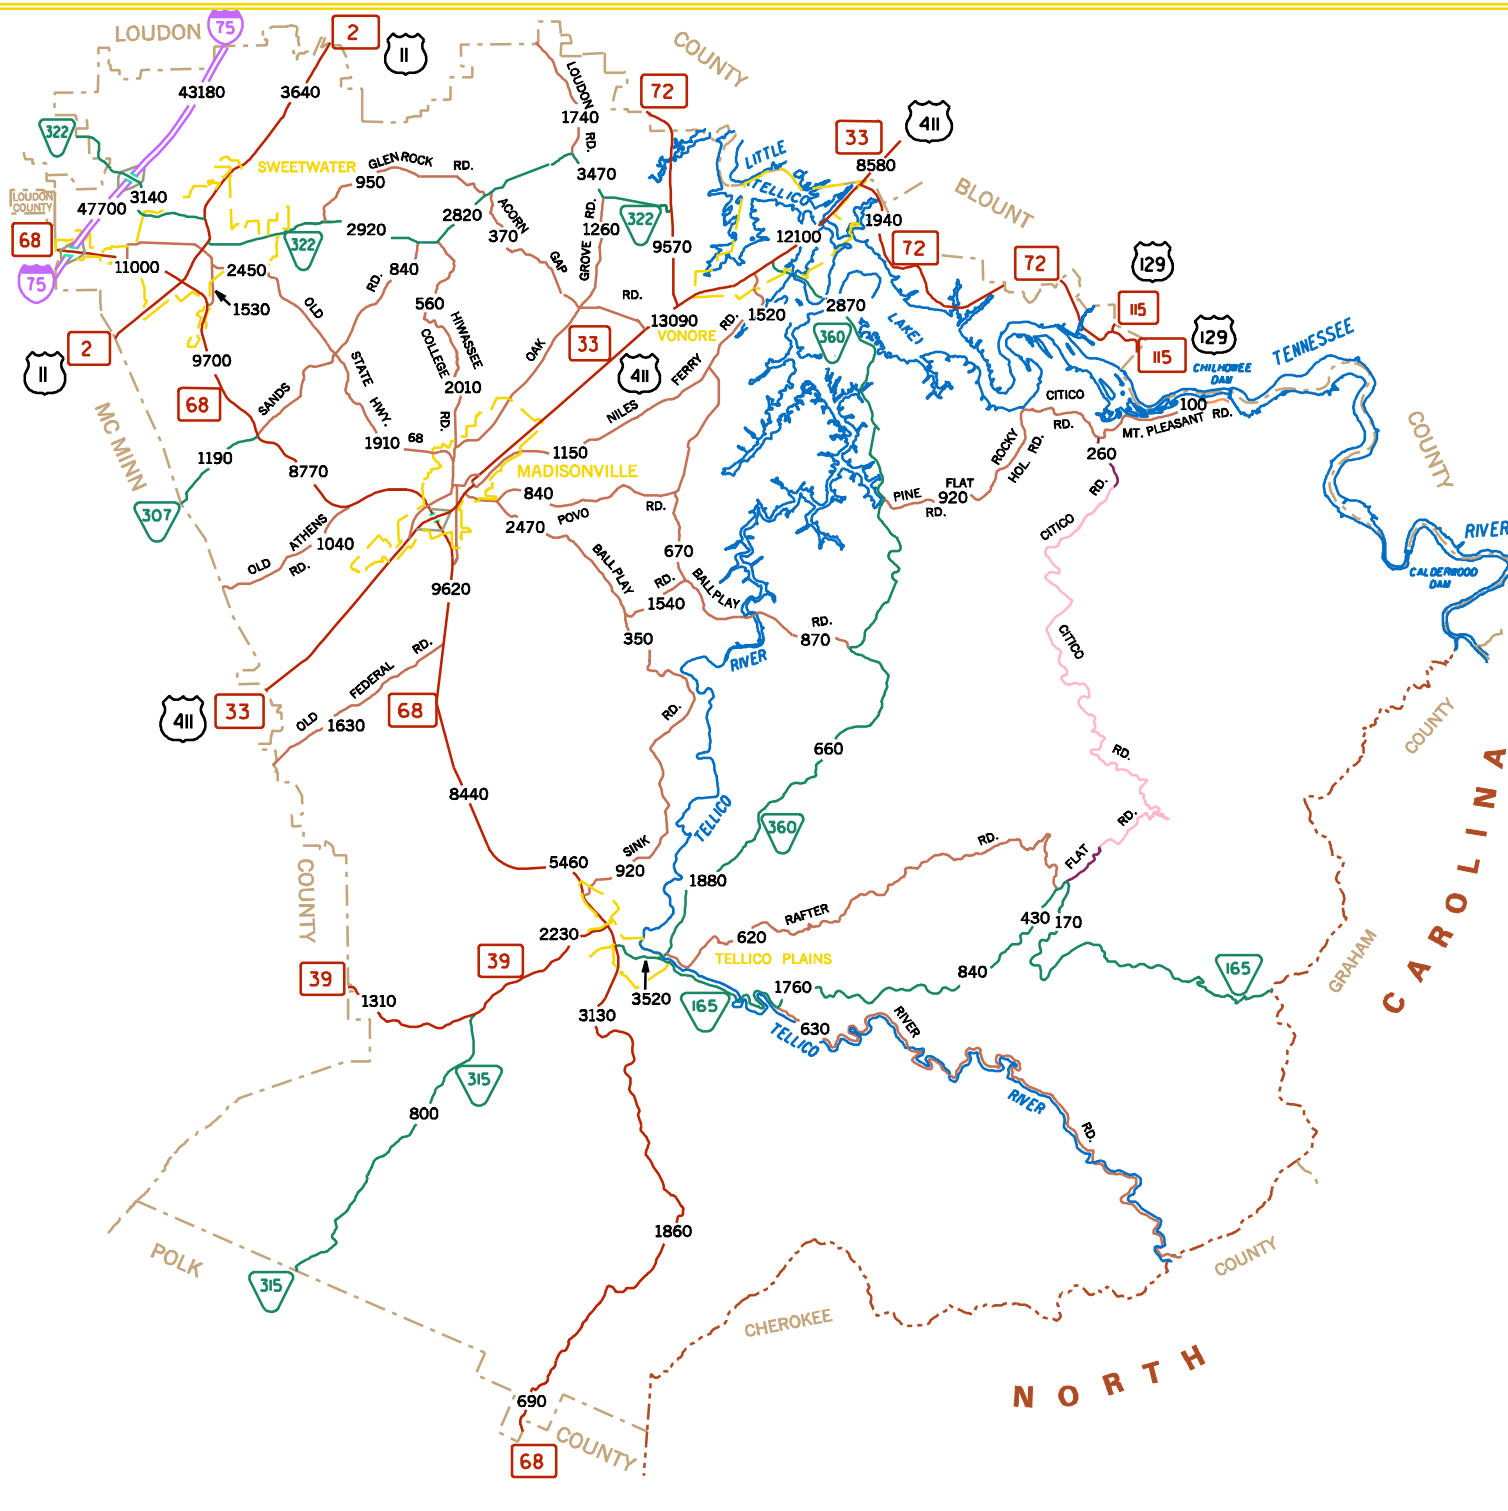 LOUDON
75
2
11
COUNTY
43180
3640
LOUDON
72
1740
RD.
322
33
411
LITTLE
SWEETWATER
GLENROCK
RD.
950
8580
3470
TELLICO
BLOUNT
LOUDON
COUNTY
3140
47700
2820
ACORN
RD.
322
1940
68
2920
322
370
1260
12100
72
9570
GROVE
GAP
72
129
11000
2450
840
RD.
75
1530
OLD
560
RD.
1520
2870
115
HIWASSEE
COLLEGE
13090
VONORE
RD.
LAKE
360
129
TENNESSEE
2
11
OAK
33
115
9700
STATE
411
FERRY
CHILHOWEE
DAM
68
SANDS
2010
CITICO
100
RD.
MC MINN
HWY.
NILES
RD.
MT. PLEASANT
COUNTY
RD.
1910
68
ROCKY
HOL. RD.
1190
1150
260
8770
MADISONVILLE
FLAT
RD.
840
PINE
920
307
POVO
RD.
RD.
ATHENS
2470
CITICO
RIVER
1040
OLD
RD.
BALLPLAY
670
CALDERWOOD
DAM
9620
RD.
BALLPLAY
1540
RD.
350
870
CITICO
FEDERAL
RD.
RIVER
411
33
68
OLD
1630
RD.
COUNTY
660
RD.
8440
TELLICO
360
RD.
SINK
RD.
5460
920
FLAT
1880
COUNTY
RAFTER
430
170
2230
620
39
39
TELLICO PLAINS
840
165
GRAHAM
CAROLINA
1310
3520
1760
3130
165
RIVER
630
TELLICO
315
RIVER
800
RD.
1860
POLK
COUNTY
315
CHEROKEE
NORTH
690
COUNTY
68